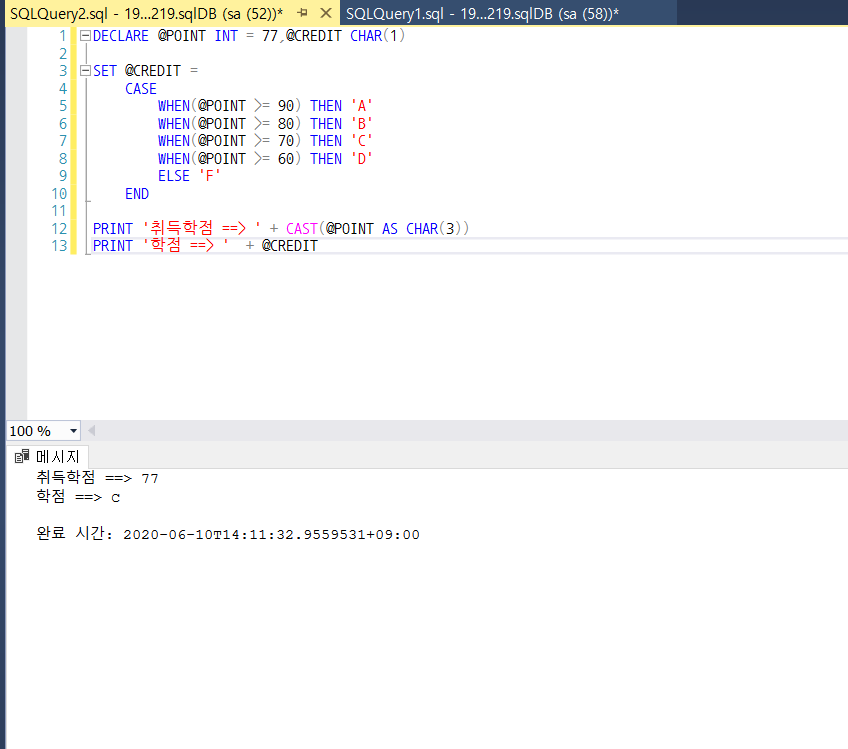 SQLQuery2.sql - 19...219.sqlDB (sa (52))*
SQLQuery1.sql - 19...219.sqlDB (sa (58))*
1 DECLARE @POINT INT = 77,@CREDIT CHAR(1)
2
3 SET @CREDIT =
4 CASE
5 WHEN(@POINT >= 90) THEN 'A'
6 WHEN(@POINT >= 80) THEN 'B'
7 WHEN(@POINT >= 70) THEN 'C'
8 WHEN(@POINT >= 60) THEN 'D'
9 ELSE 'F'
10 END
11
12 PRINT '취득학점 ==> ' + CAST(@POINT AS CHAR(3))
13 PRINT '학점 ==> '  + @CREDIT
100 %
메시지
취득학점 ==> 77
학점 ==> C
완료 시간: 2020-06-10T14:11:32.9559531+09:00